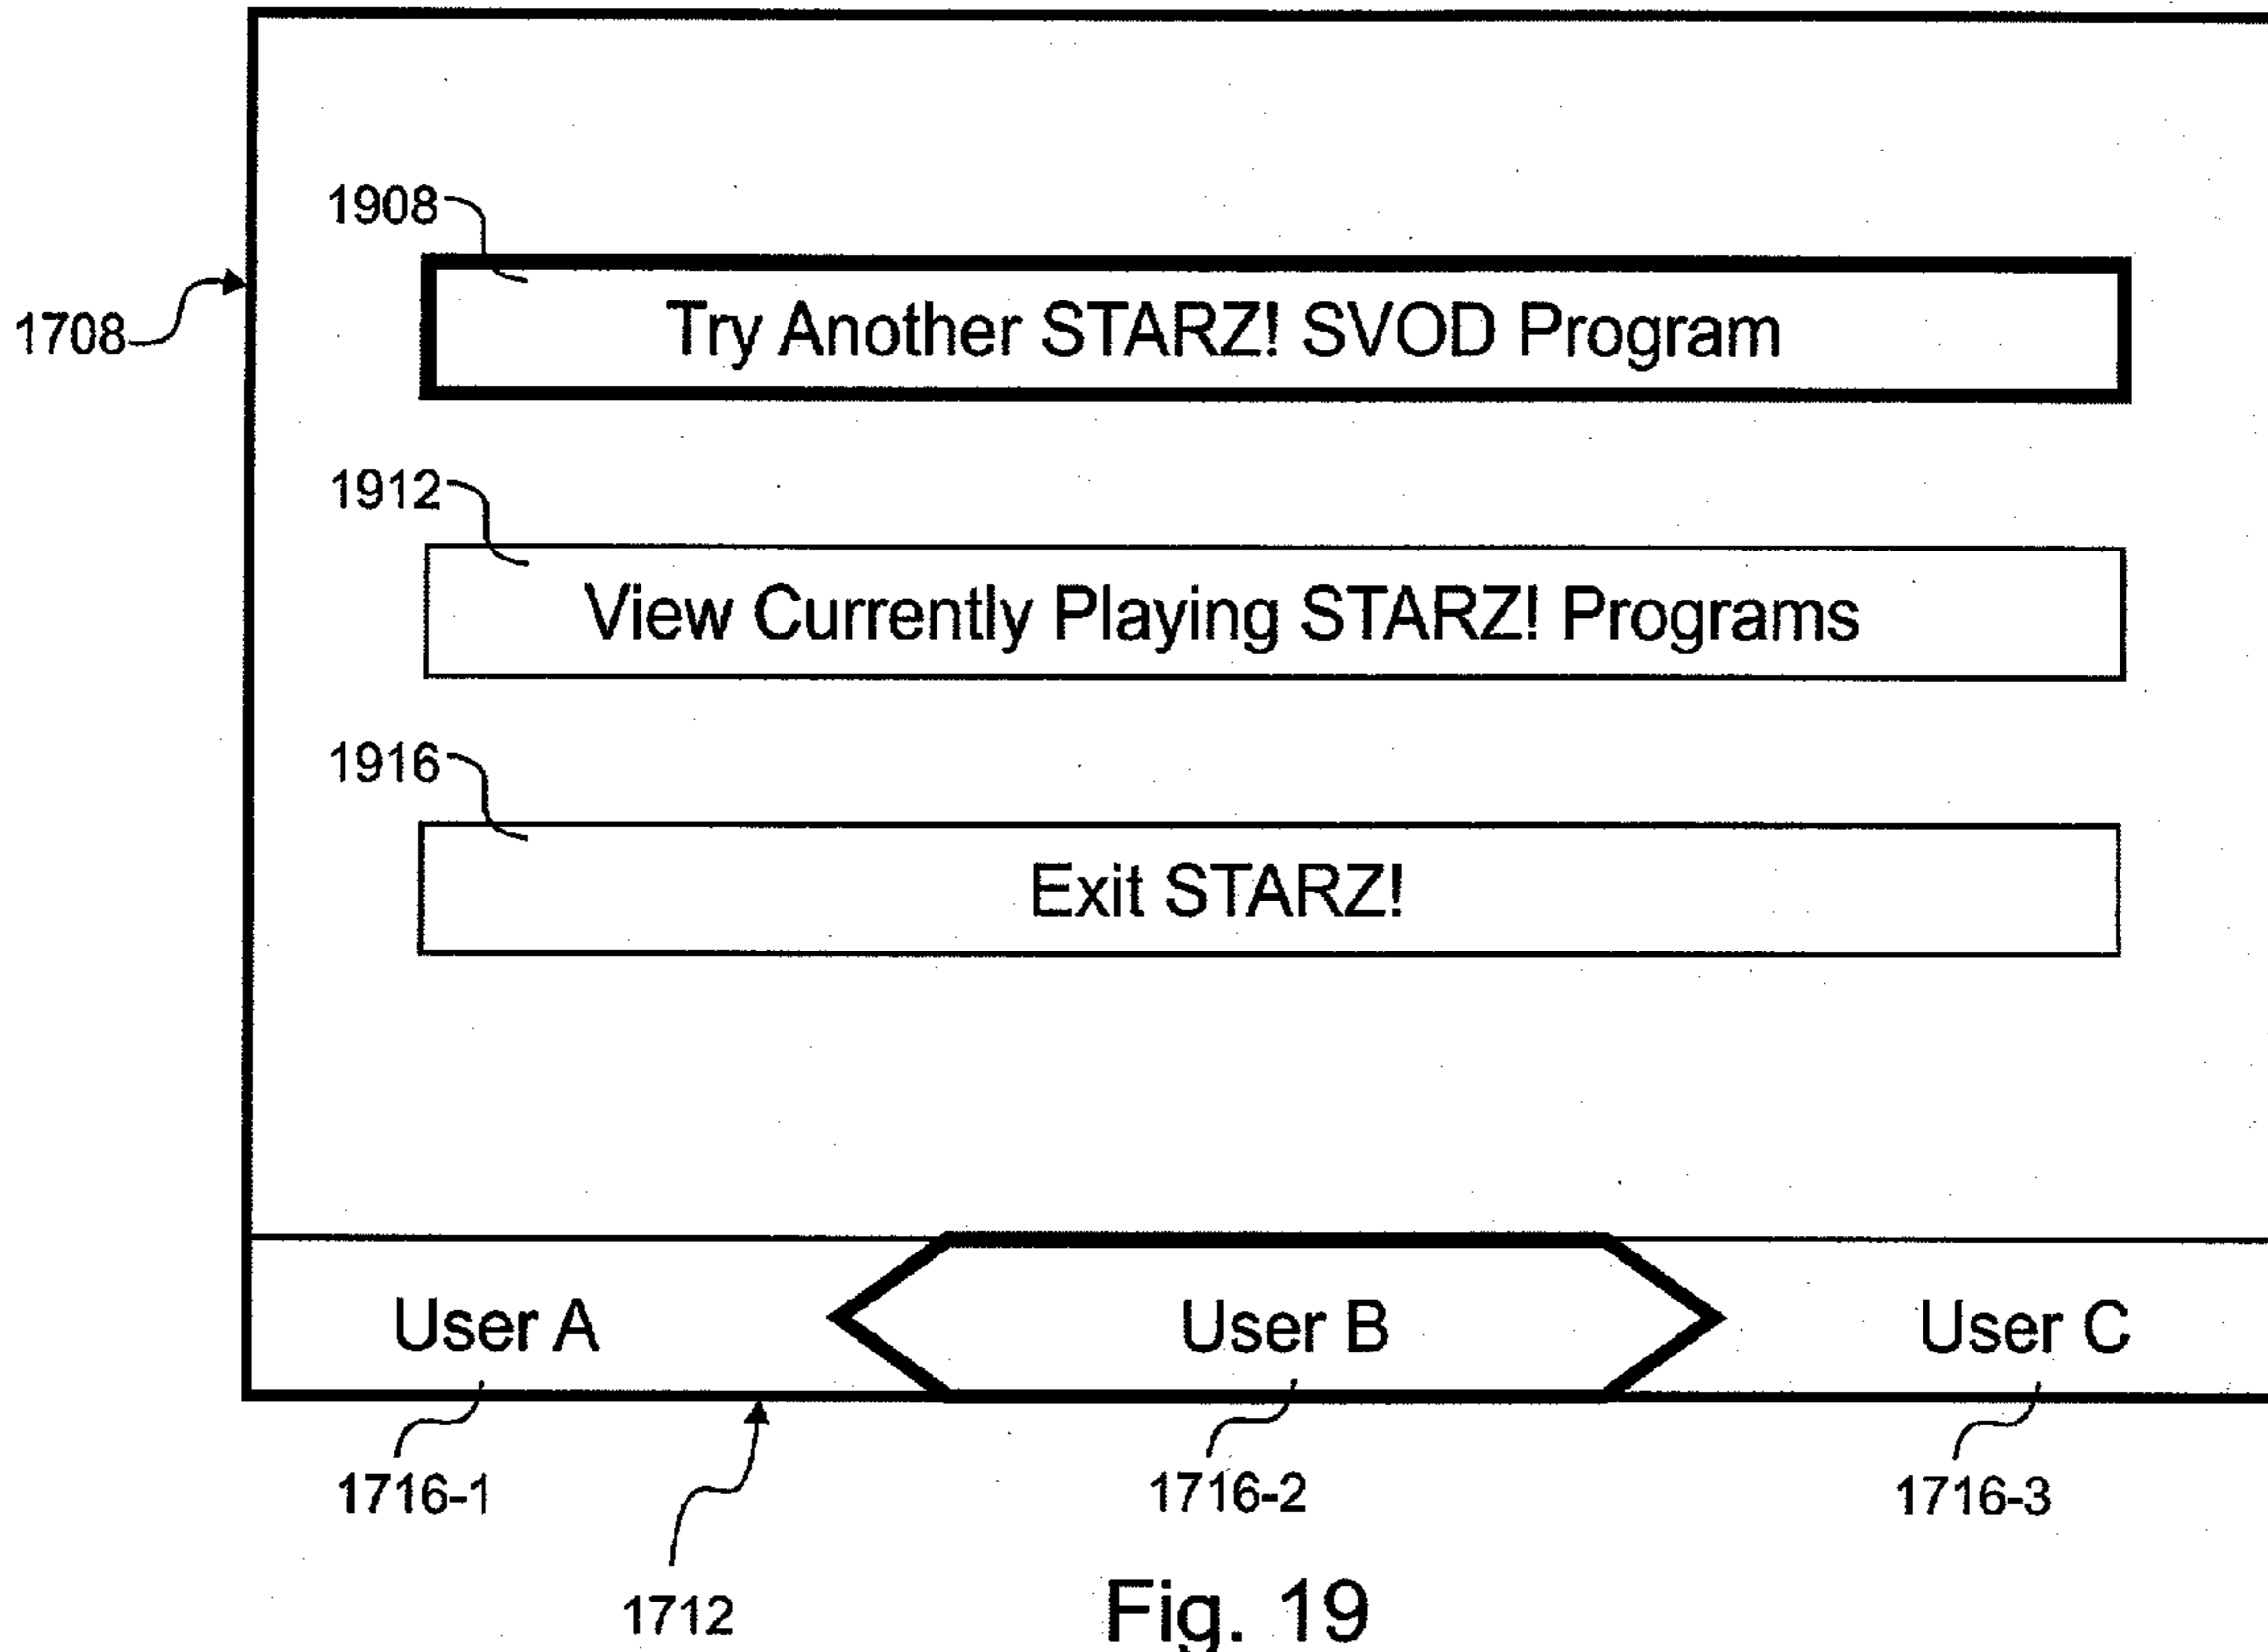 1908
Try Another STARZ! SVOD Program
1708
1912
View Currently Playing STARZ! Programs
1916
Exit STARZ!
User A
User B
User C
1716-1
1716-2
1716-3
1712
Fig. 19